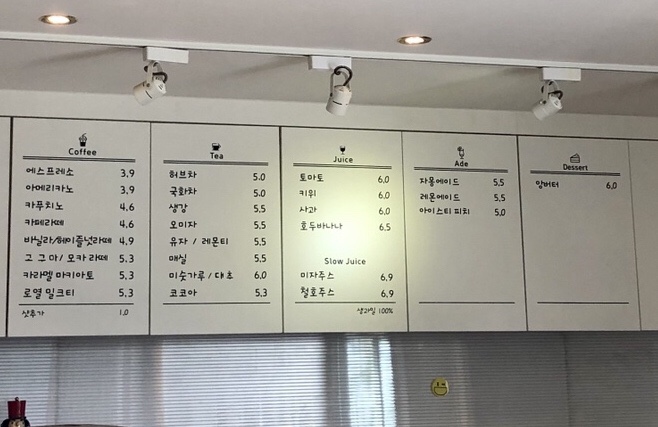 Coffee
에스프레소 3.9
아메리카노 3.9
카푸치노 4.6
카페라떼 4.6
바닐라/헤이즐넛라떼 4.9
그 그 마/ 모카 라떼 5.3
카라멜 마키아토 5.3
로열 밀크티 5.3
샷추가 1.0
Tea
허브차 5.0
국화차 5.0
생강 5.5
오미자 5.5
유자 / 레몬티 5.5
매실 5.5
미숫가루 / 대추 6.0
코코아 5.3
Juice
토마토 6.0
키위 6.0
사과 6.0
호두바나나 6.5
Slow Juice
미자주스 6.9
철호주스 6.9
생과일 100%
Ade
자몽에이드 5.5
레몬에이드 5.5
아이스티 피치 5.0
Dessert
앙버터 6.0